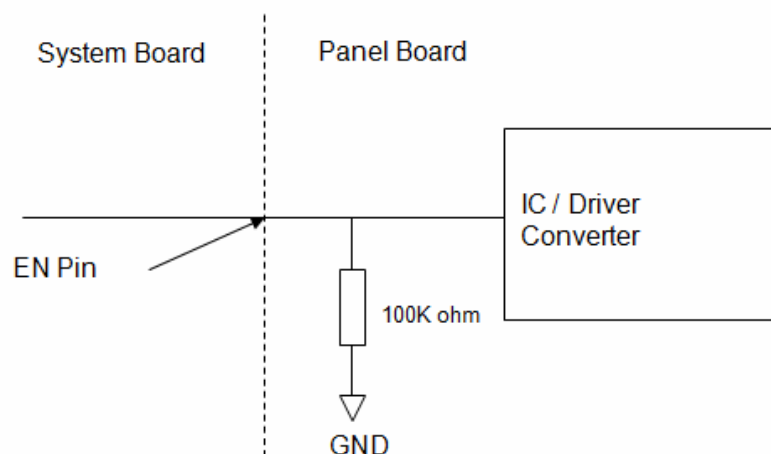 System Board
Panel Board
IC / Driver
Converter
EN Pin
100K ohm
GND